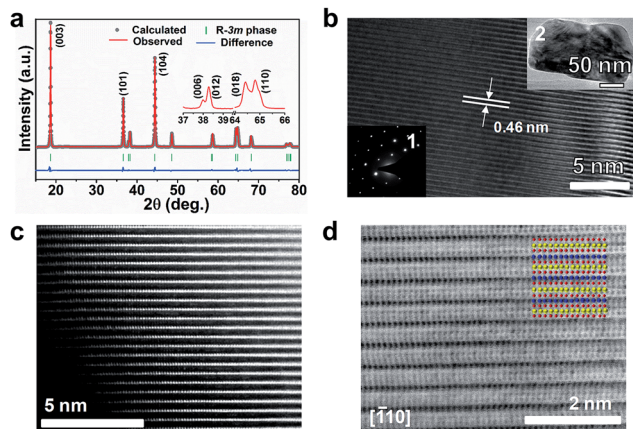 a
Calculated
Observed
R-3m phase
Difference
Intensity (a.u.)
(003)
(101)
(104)
(006)
(012)
(018)
(110)
37 38 39 64 65 66
20 30 40 50 60 70 80
2θ (deg.)
b
2
50 nm
0.46 nm
1
5 nm
c
5 nm
d
[1̄10]
2 nm